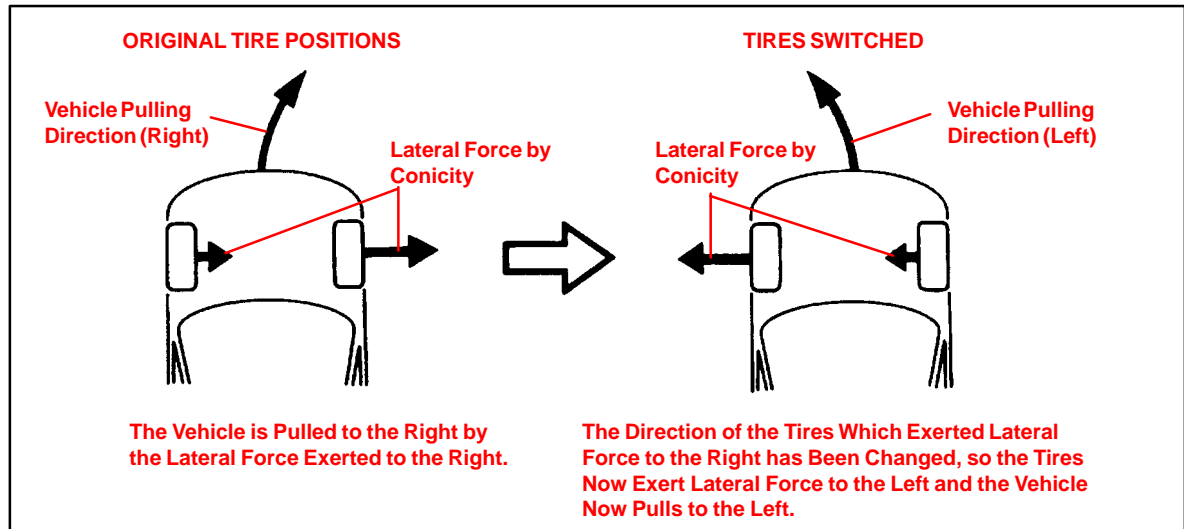 ORIGINAL TIRE POSITIONS
Vehicle Pulling
Direction (Right)
Lateral Force by
Conicity
The Vehicle is Pulled to the Right by
the Lateral Force Exerted to the Right.
TIRES SWITCHED
Vehicle Pulling
Direction (Left)
Lateral Force by
Conicity
The Direction of the Tires Which Exerted Lateral
Force to the Right has Been Changed, so the Tires
Now Exert Lateral Force to the Left and the Vehicle
Now Pulls to the Left.